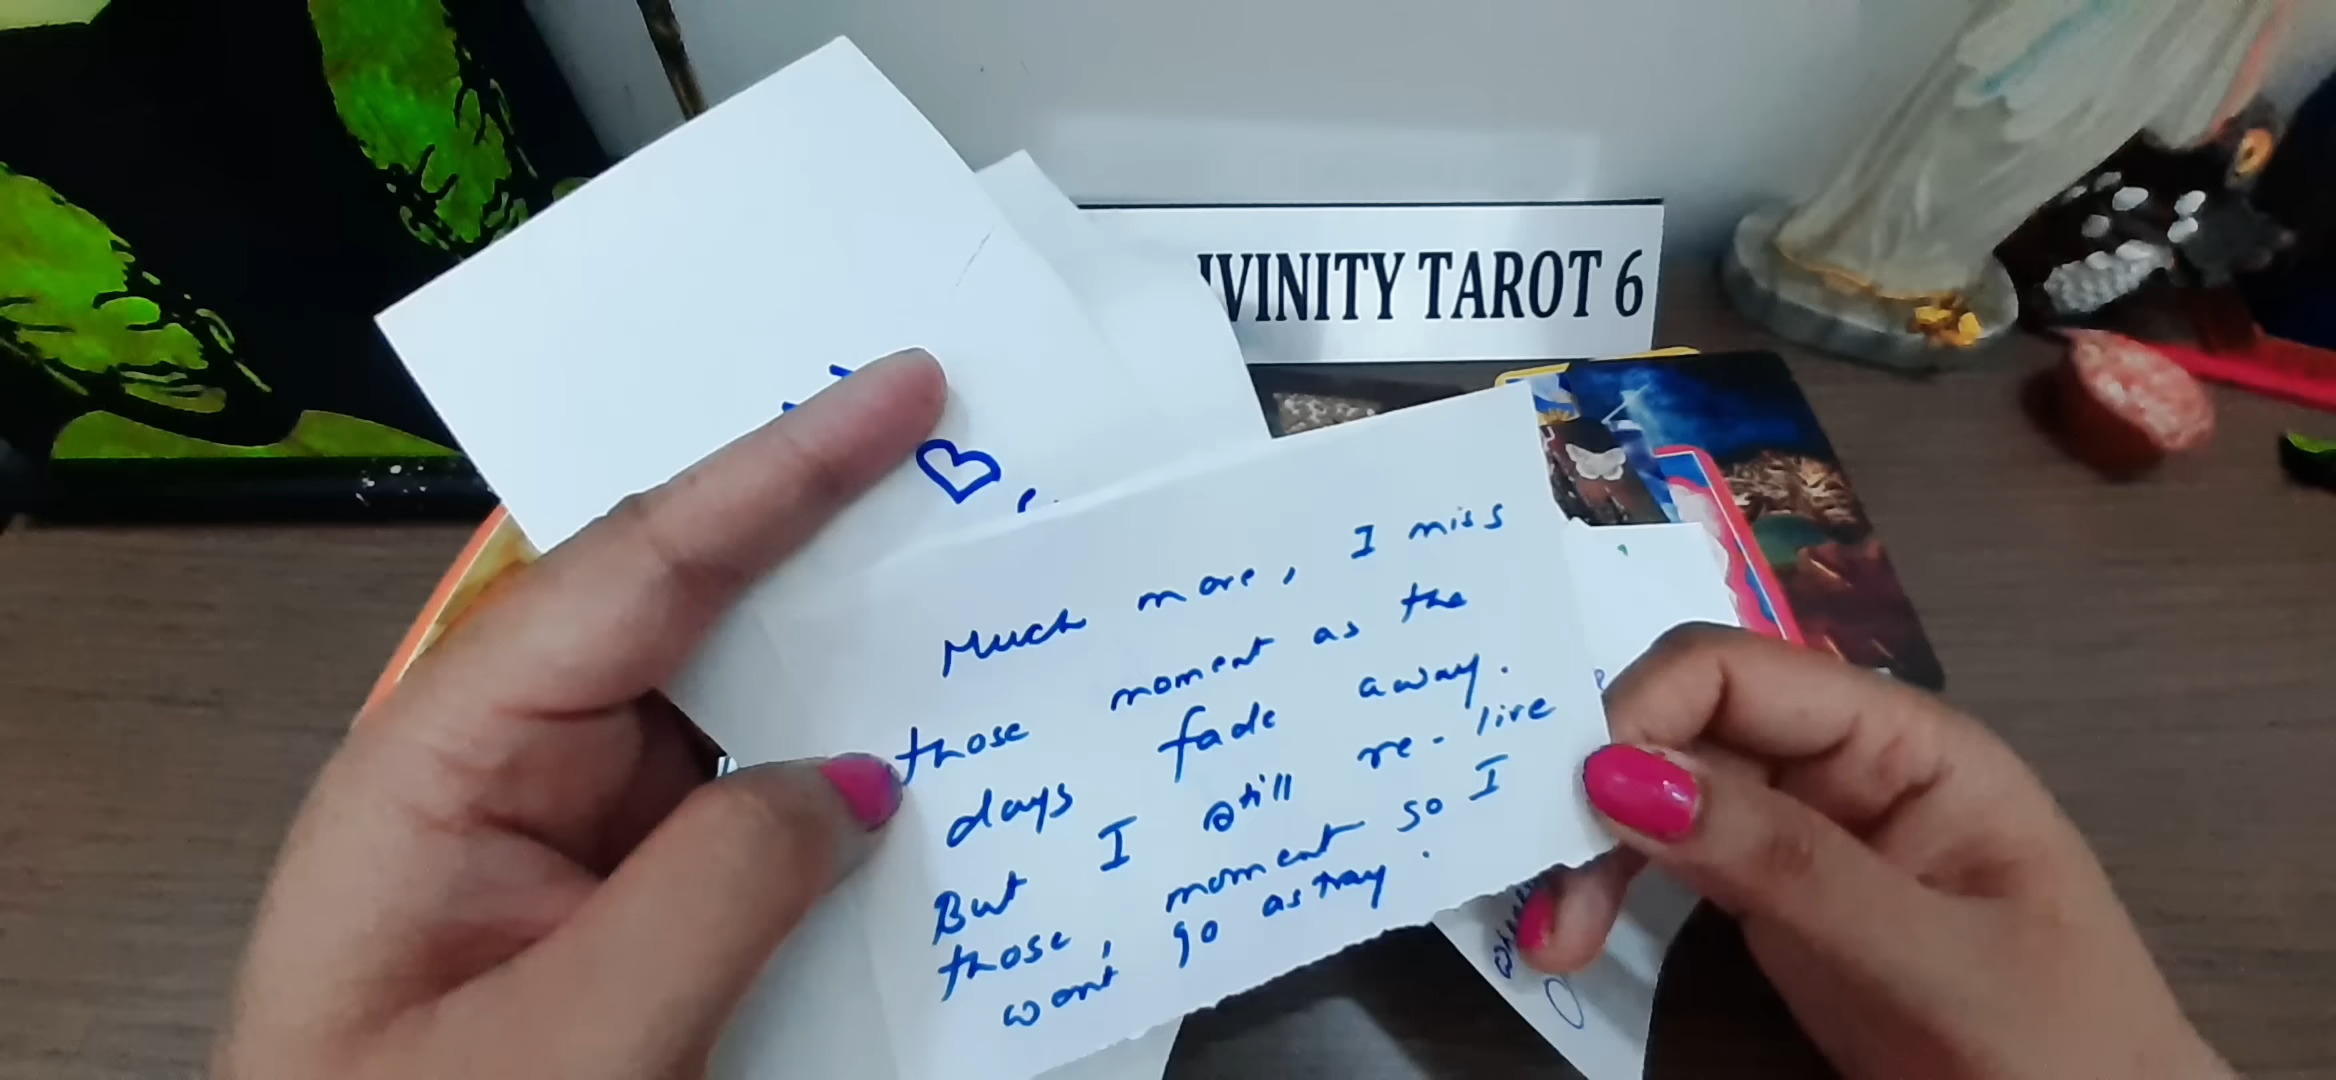 IVINITY TAROT 6
Much more, I miss
those moment as the
days fade away.
But I still re-live
those, moment so I
wont go astray.